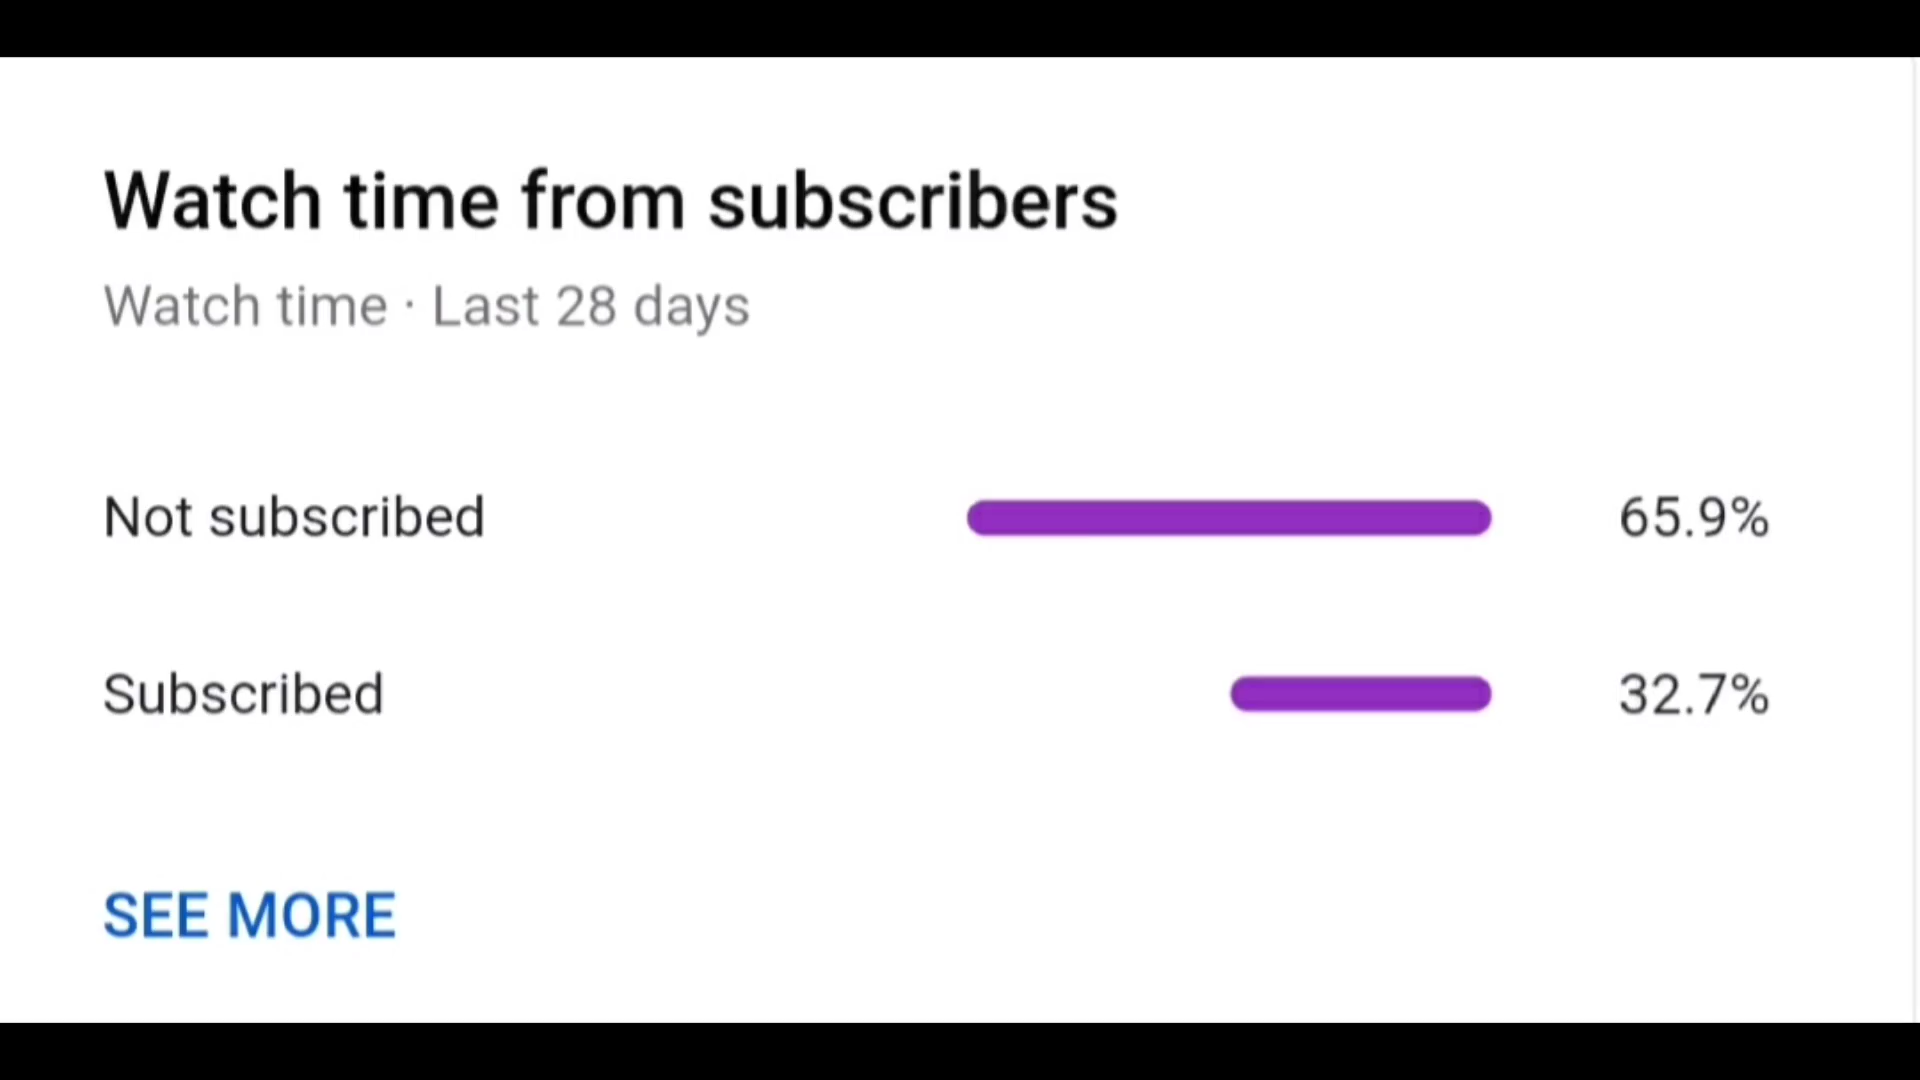 Watch time from subscribers
Watch time · Last 28 days
Not subscribed 65.9%
Subscribed 32.7%
SEE MORE